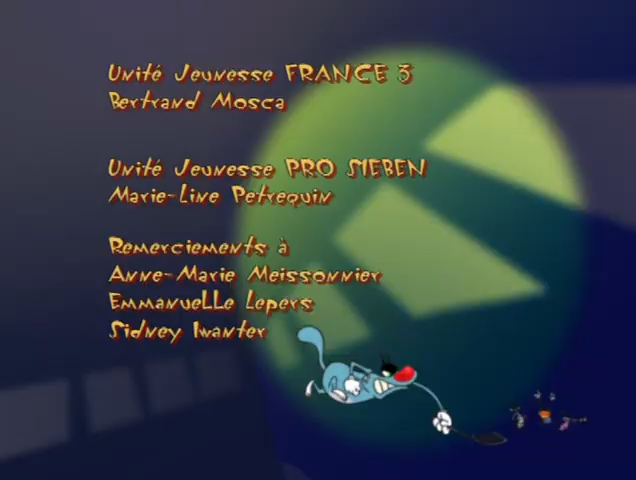 Unité Jeunesse FRANCE 3
Bertrand Mosca
Unité Jeunesse PRO SIEBEN
Marie-Line Petrequin
Remerciements à
Anne-Marie Meissonnier
Emmanuelle Lepers
Sidney Iwanter